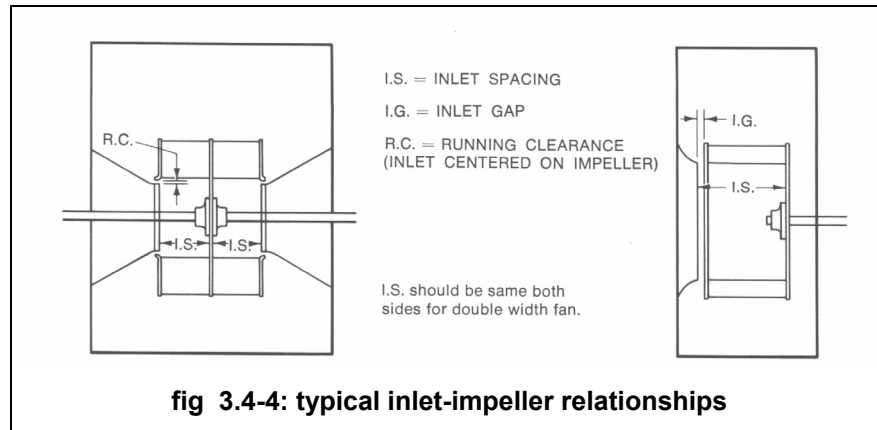 I.S. = INLET SPACING
I.G. = INLET GAP
R.C. = RUNNING CLEARANCE
(INLET CENTERED ON IMPELLER)
R.C.
I.S.
I.S.
I.G.
I.S.
I.S. should be same both
sides for double width fan.
fig 3.4-4: typical inlet-impeller relationships